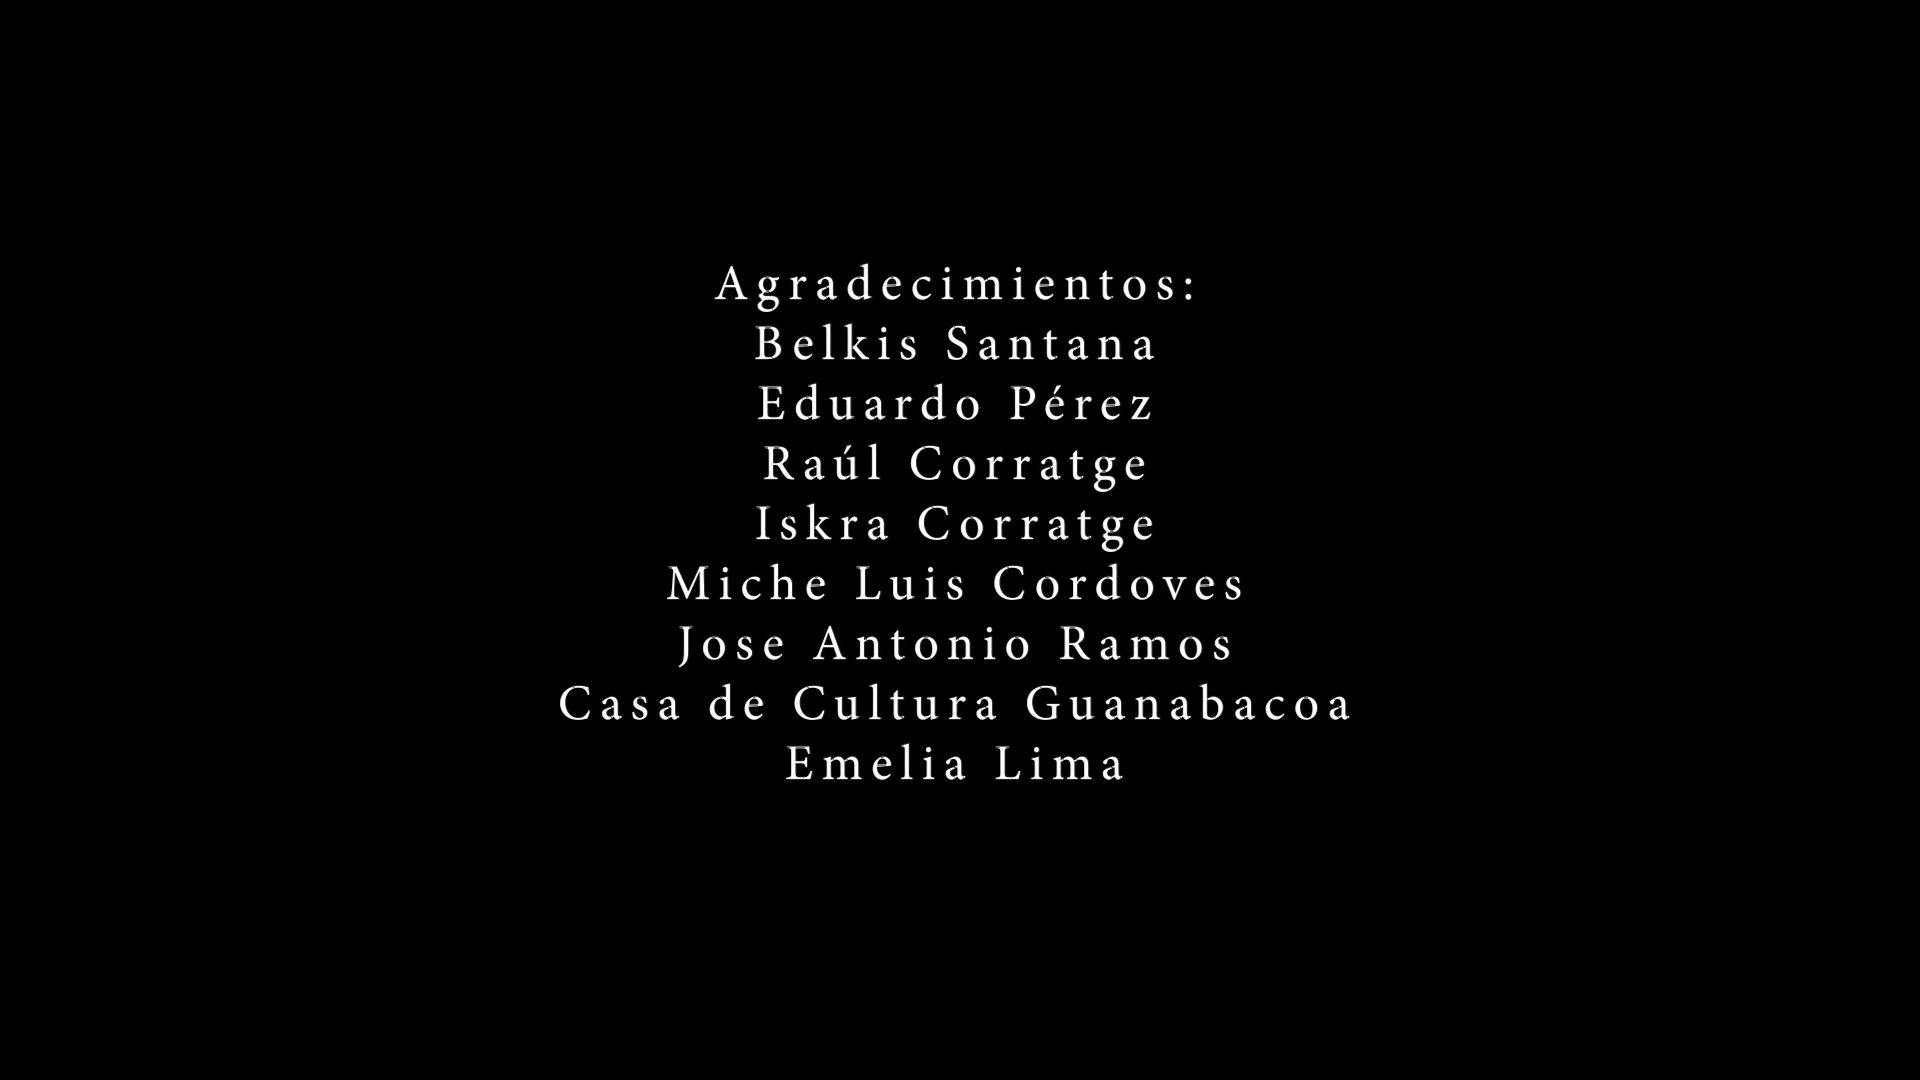 Agradecimientos:
Belkis Santana
Eduardo Pérez
Raúl Corratge
Iskra Corratge
Miche Luis Cordoves
Jose Antonio Ramos
Casa de Cultura Guanabacoa
Emelia Lima